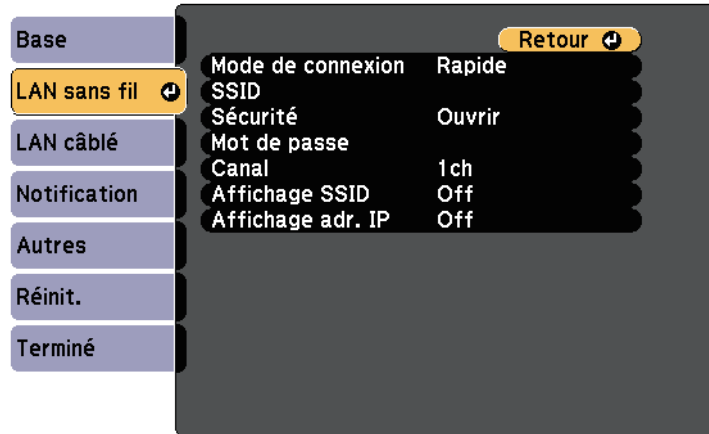 Base
LAN sans fil
LAN câblé
Notification
Autres
Réinit.
Terminé
Retour
Mode de connexion Rapide
SSID
Sécurité Ouvrir
Mot de passe
Canal 1ch
Affichage SSID Off
Affichage adr. IP Off